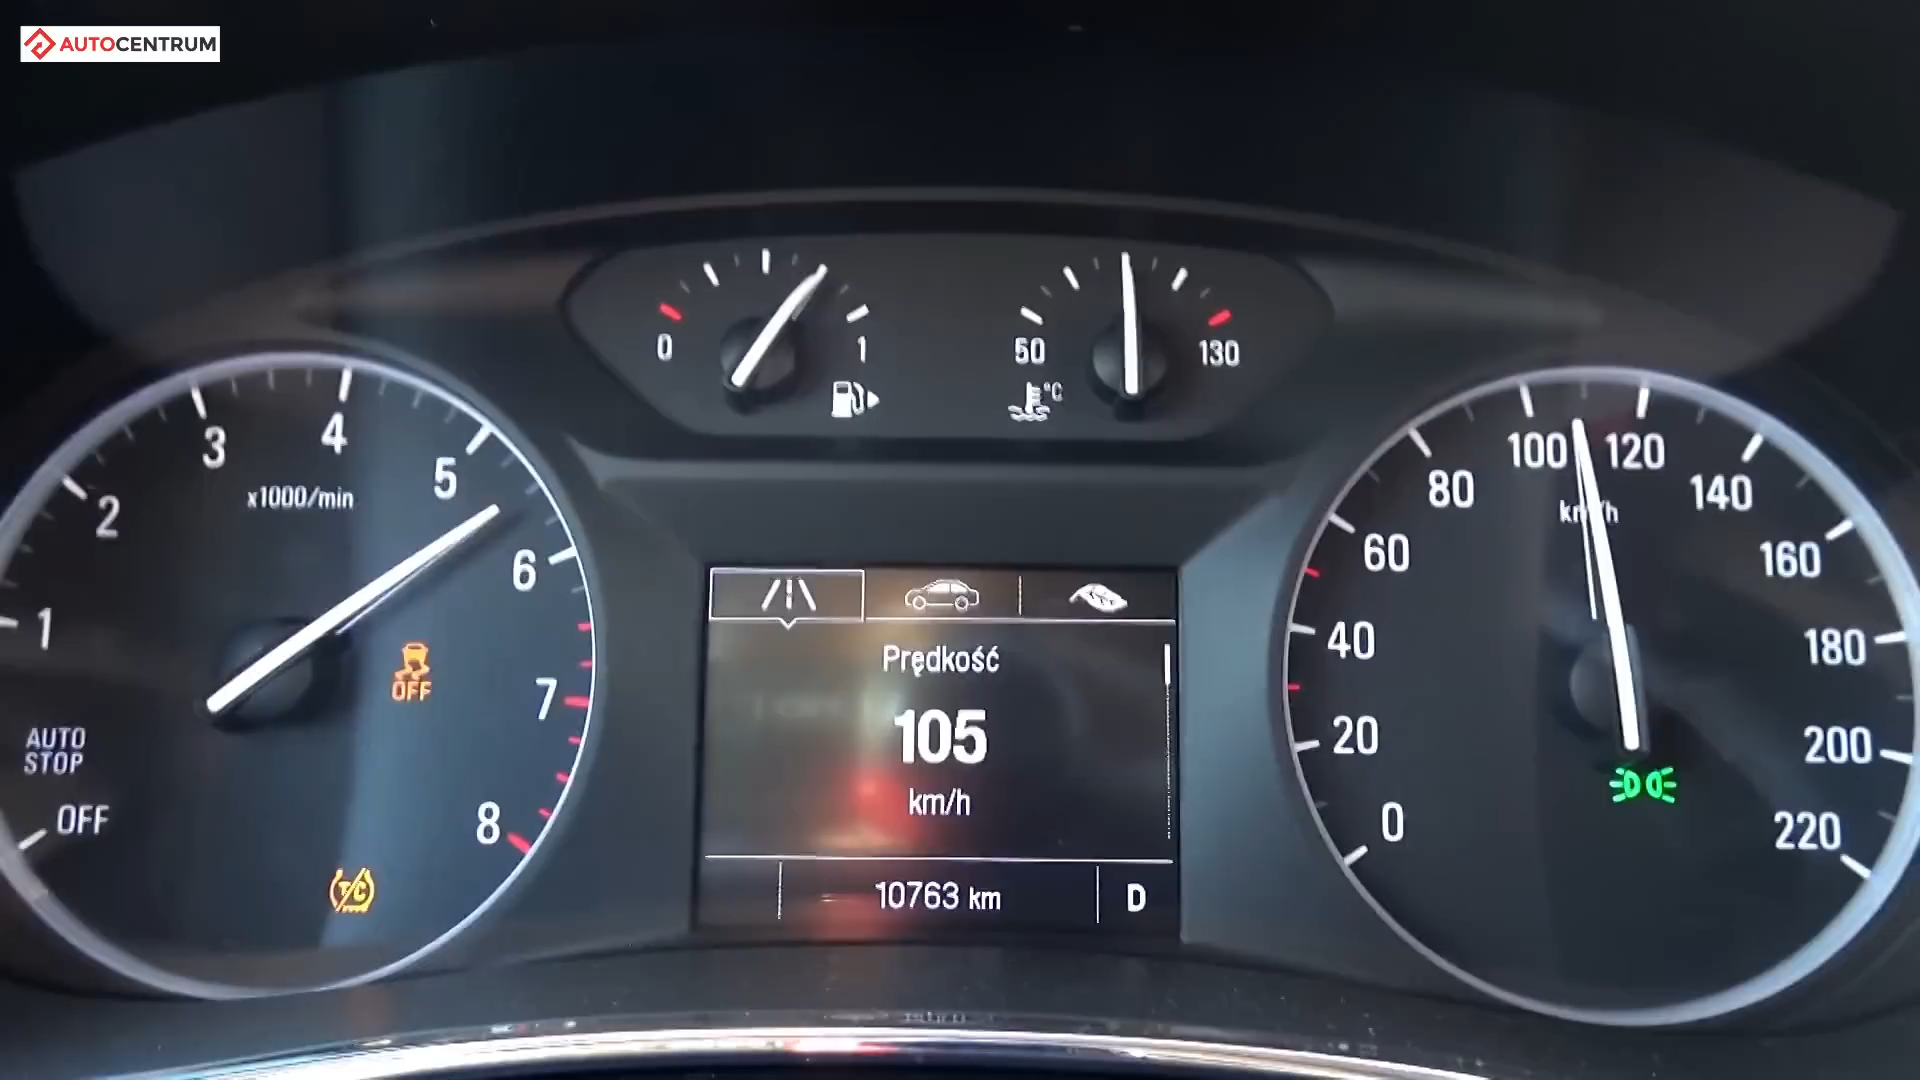 AUTOCENTRUM
0 1
50 130
°C
1 2 3 4 5 6 7 8
x1000/min
OFF
AUTO
STOP
OFF
T/C
Prędkość
105
km/h
10763 km
D
0 20 40 60 80 100 120 140 160 180 200 220
km/h